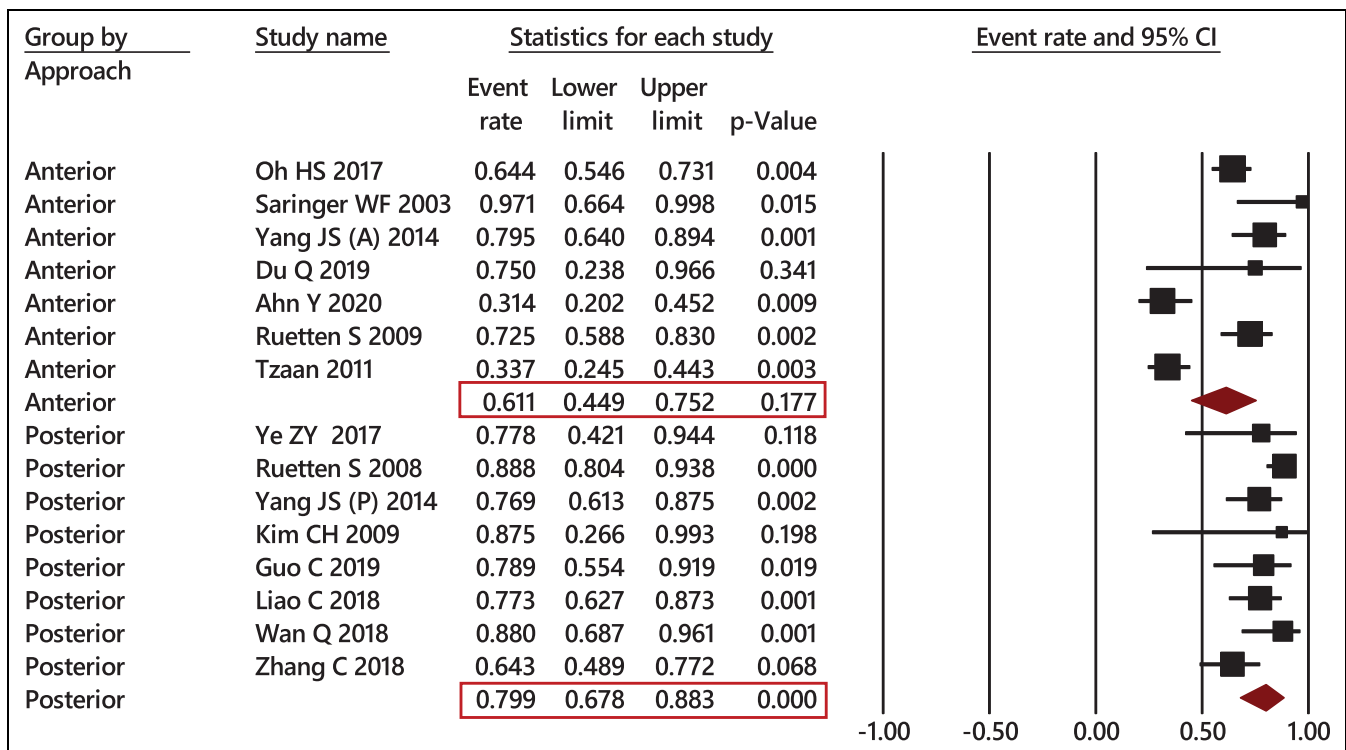 Group by Study name Statistics for each study Event rate and 95% CI
Approach
Event Lower Upper
rate limit limit p-Value
Anterior Oh HS 2017 0.644 0.546 0.731 0.004
Anterior Saringer WF 2003 0.971 0.664 0.998 0.015
Anterior Yang JS (A) 2014 0.795 0.640 0.894 0.001
Anterior Du Q 2019 0.750 0.238 0.966 0.341
Anterior Ahn Y 2020 0.314 0.202 0.452 0.009
Anterior Ruetten S 2009 0.725 0.588 0.830 0.002
Anterior Tzaan 2011 0.337 0.245 0.443 0.003
Anterior 0.611 0.449 0.752 0.177
Posterior Ye ZY 2017 0.778 0.421 0.944 0.118
Posterior Ruetten S 2008 0.888 0.804 0.938 0.000
Posterior Yang JS (P) 2014 0.769 0.613 0.875 0.002
Posterior Kim CH 2009 0.875 0.266 0.993 0.198
Posterior Guo C 2019 0.789 0.554 0.919 0.019
Posterior Liao C 2018 0.773 0.627 0.873 0.001
Posterior Wan Q 2018 0.880 0.687 0.961 0.001
Posterior Zhang C 2018 0.643 0.489 0.772 0.068
Posterior 0.799 0.678 0.883 0.000
-1.00 -0.50 0.00 0.50 1.00